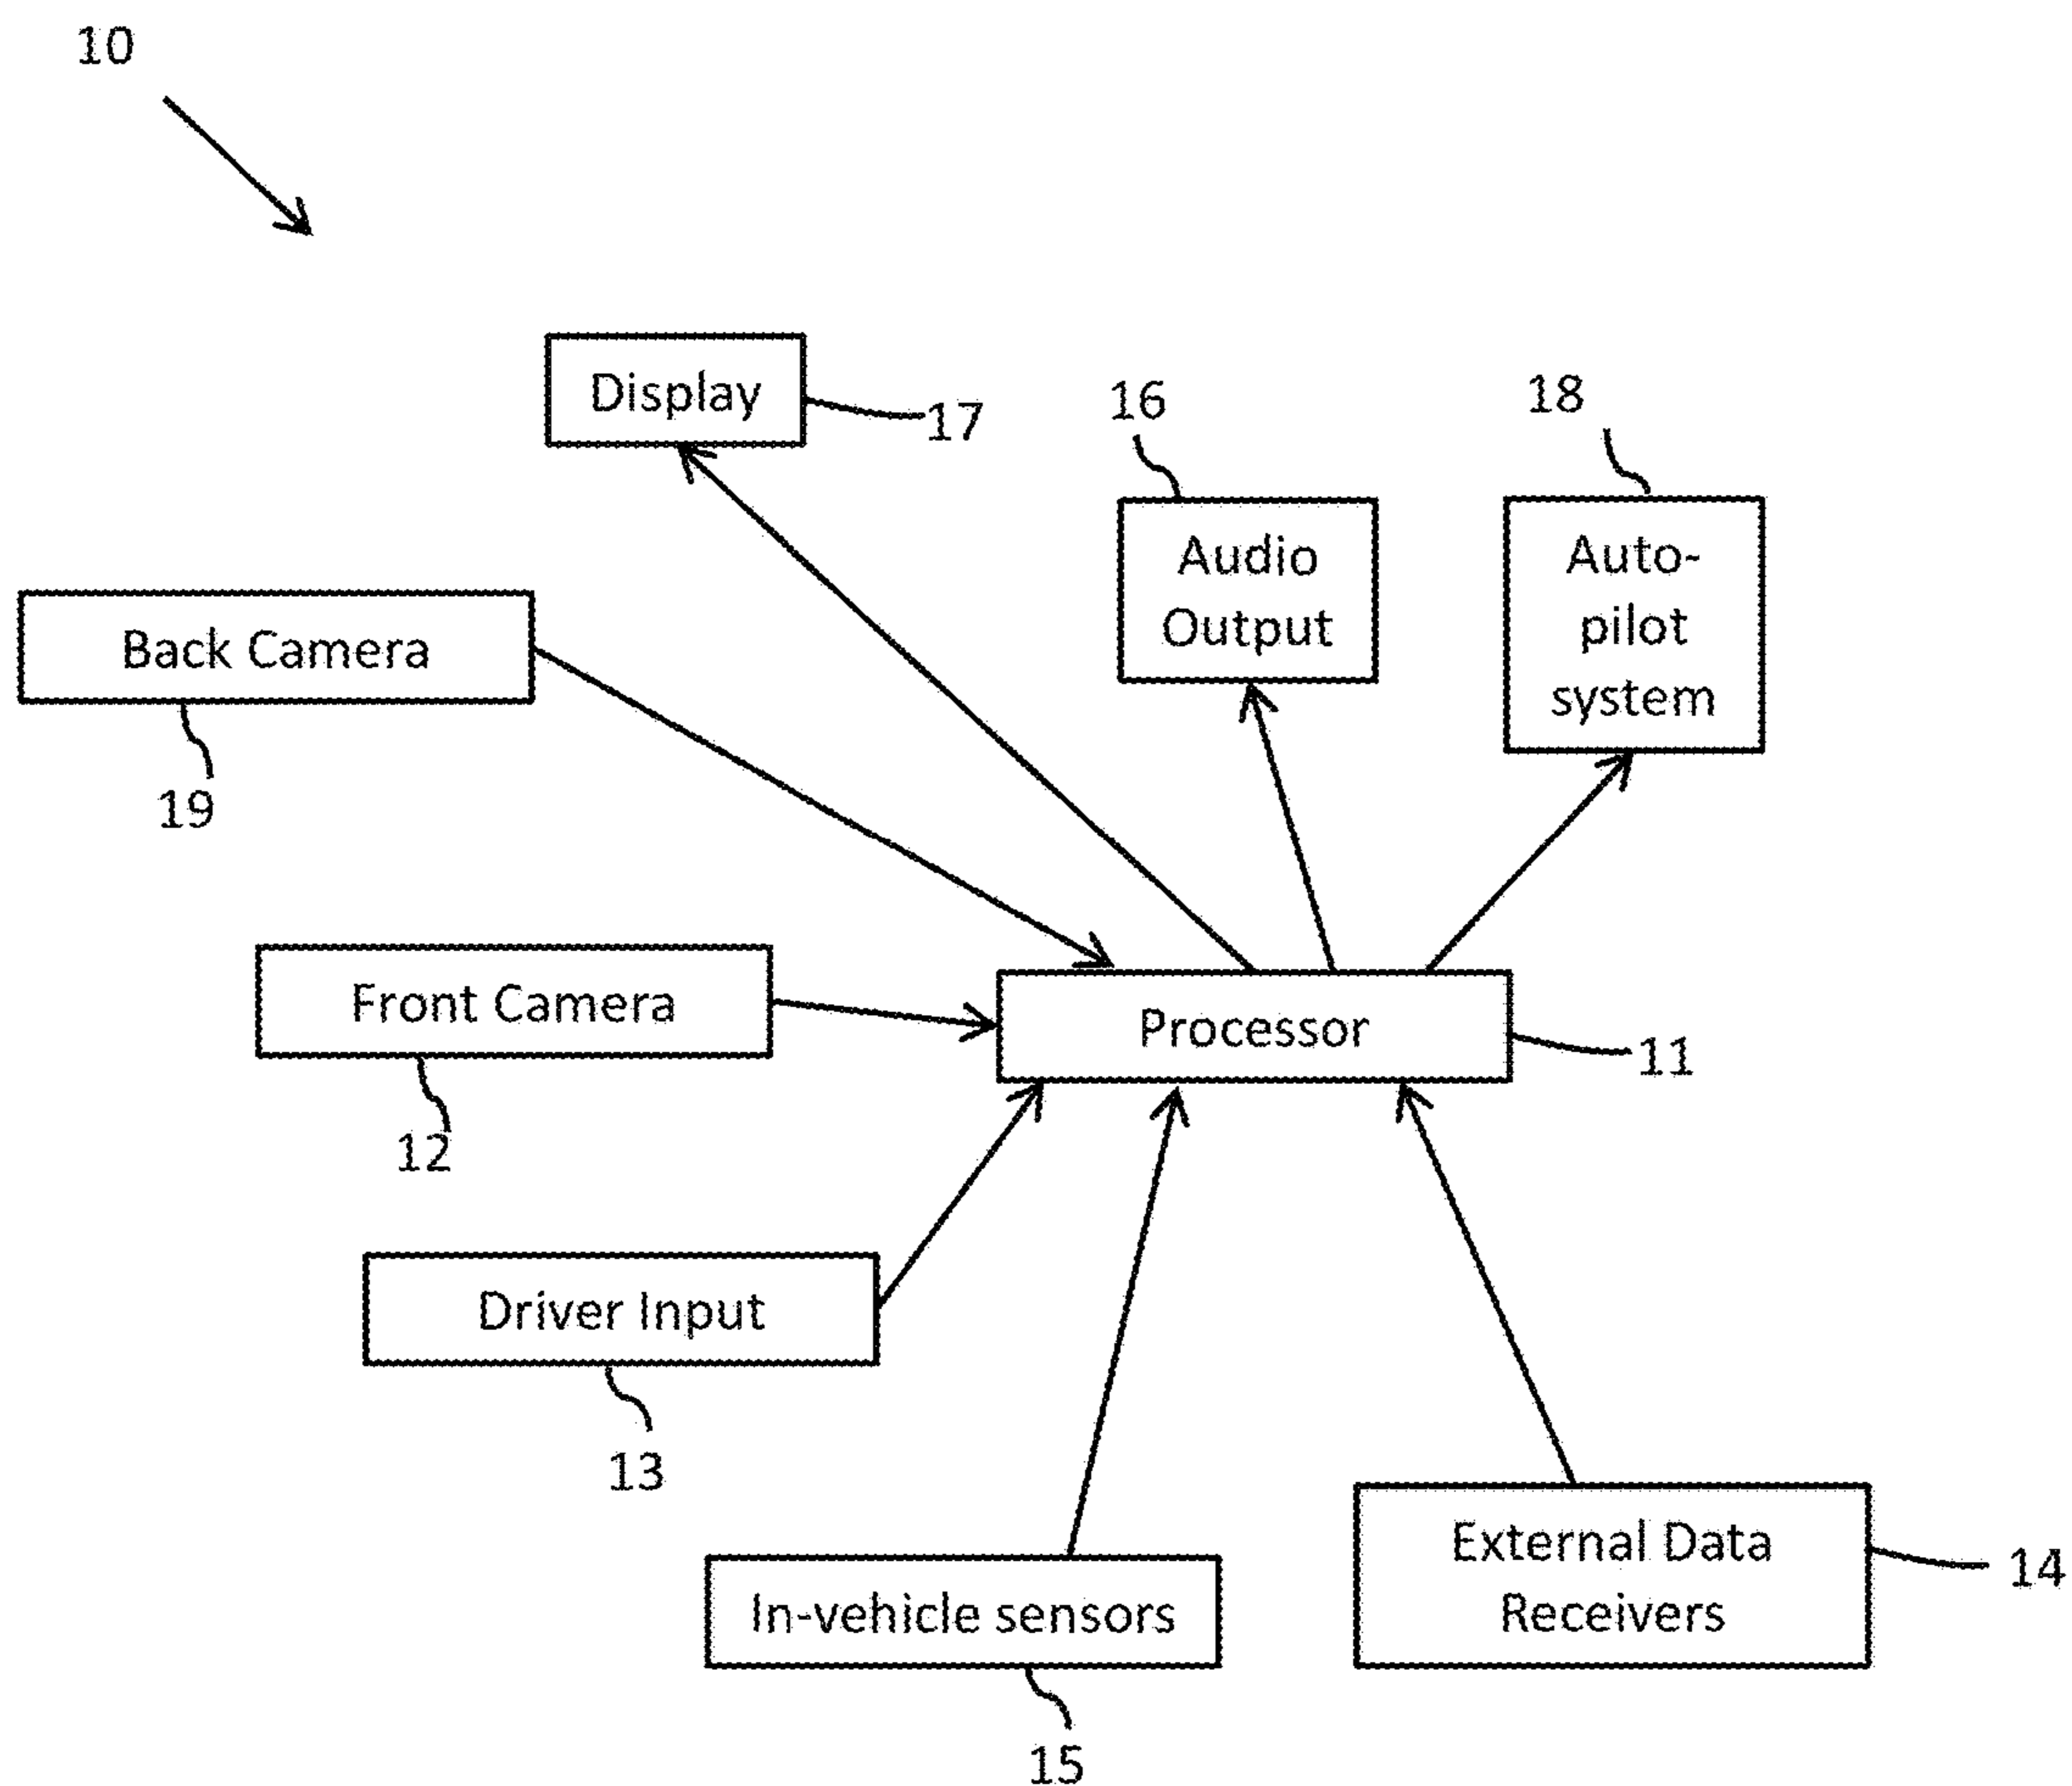 10
Display
17
16
18
Audio
Output
Auto-
pilot
system
Back Camera
19
Front Camera
12
Processor
11
Driver Input
13
In-vehicle sensors
15
External Data
Receivers
14